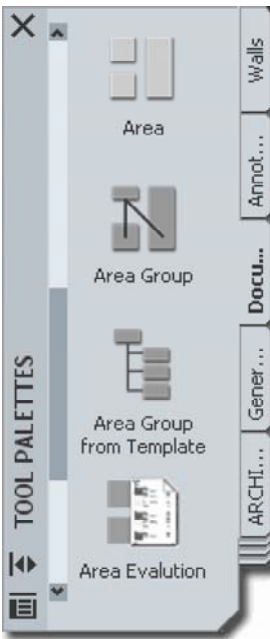 Area
Area Group
Area Group
from Template
Area Evalution
TOOL PALETTES
Walls
Annot...
Docu...
Gener...
ARCHI...